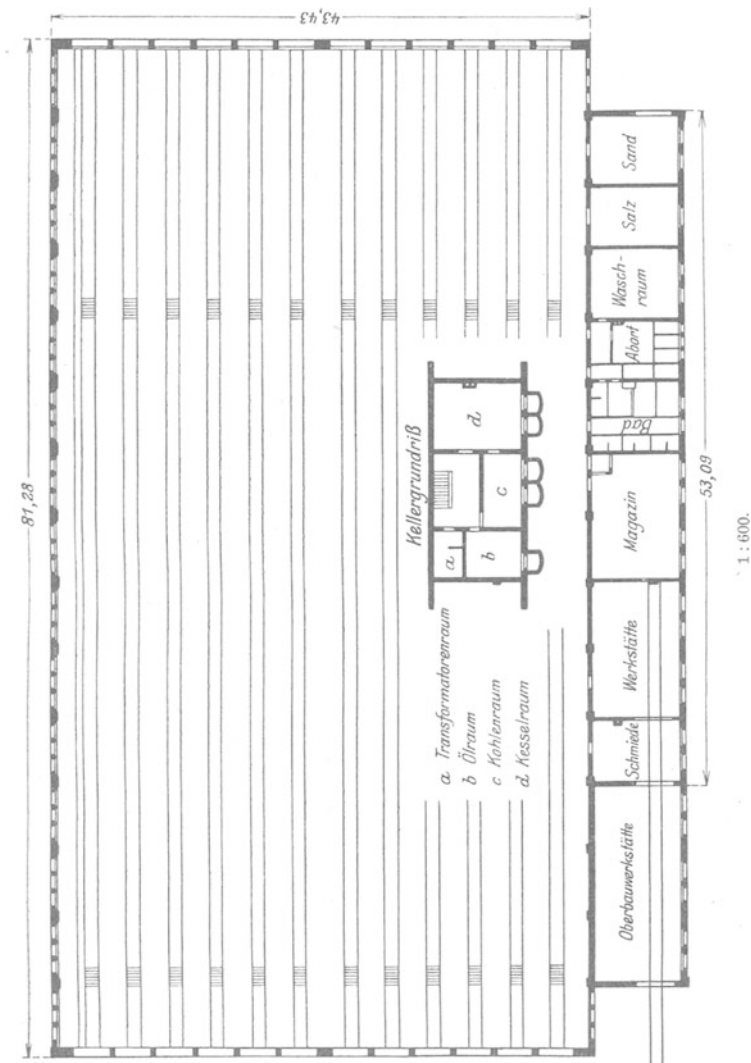 81,28
43,43
Kellergrundriß
a
b
c
d
a Transformatorenraum
b Ölraum
c Kohlenraum
d Kesselraum
Oberbauwerkstätte
Schmiede
Werkstätte
Magazin
Bad
Abort
Wasch-
raum
Salz
Sand
53,09
1 : 600.